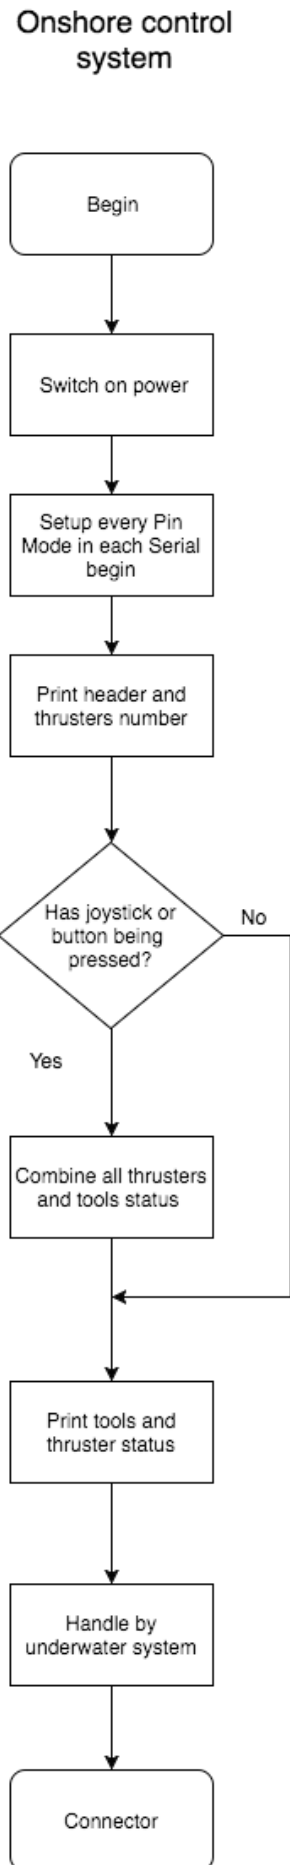 Onshore control
system
Begin
Switch on power
Setup every Pin
Mode in each Serial
begin
Print header and
thrusters number
Has joystick or
button being
pressed?
No
Yes
Combine all thrusters
and tools status
Print tools and
thruster status
Handle by
underwater system
Connector